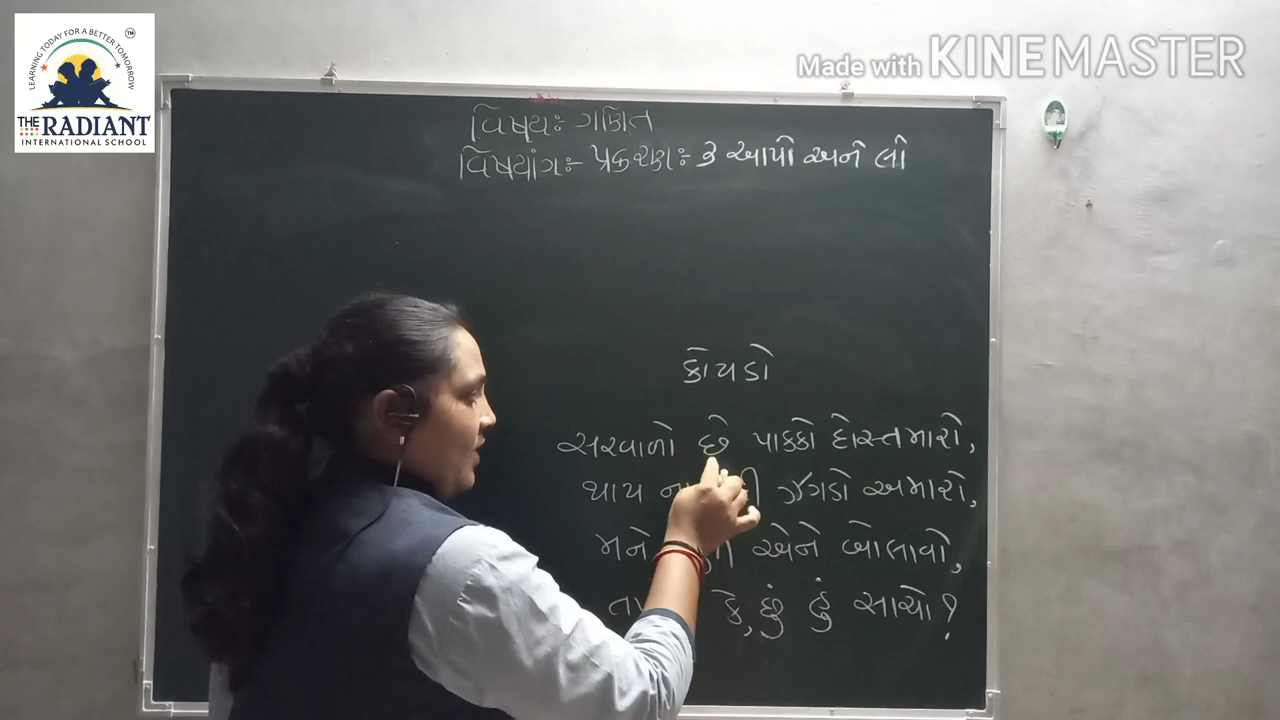 LEARNING TODAY FOR A BETTER TOMORROW
TM
THE RADIANT
INTERNATIONAL SCHOOL
Made with KINEMASTER
વિષય:- ગણિત
વિષયાંગ:- પ્રકરણ:- ૩ આપો અને લો
કોયડો
સરવાળો છે પાક્કો દોસ્ત મારો,
થાય ઝગડો અમારો,
મને એને બોલાવો,
કે, છું હું સાચો?